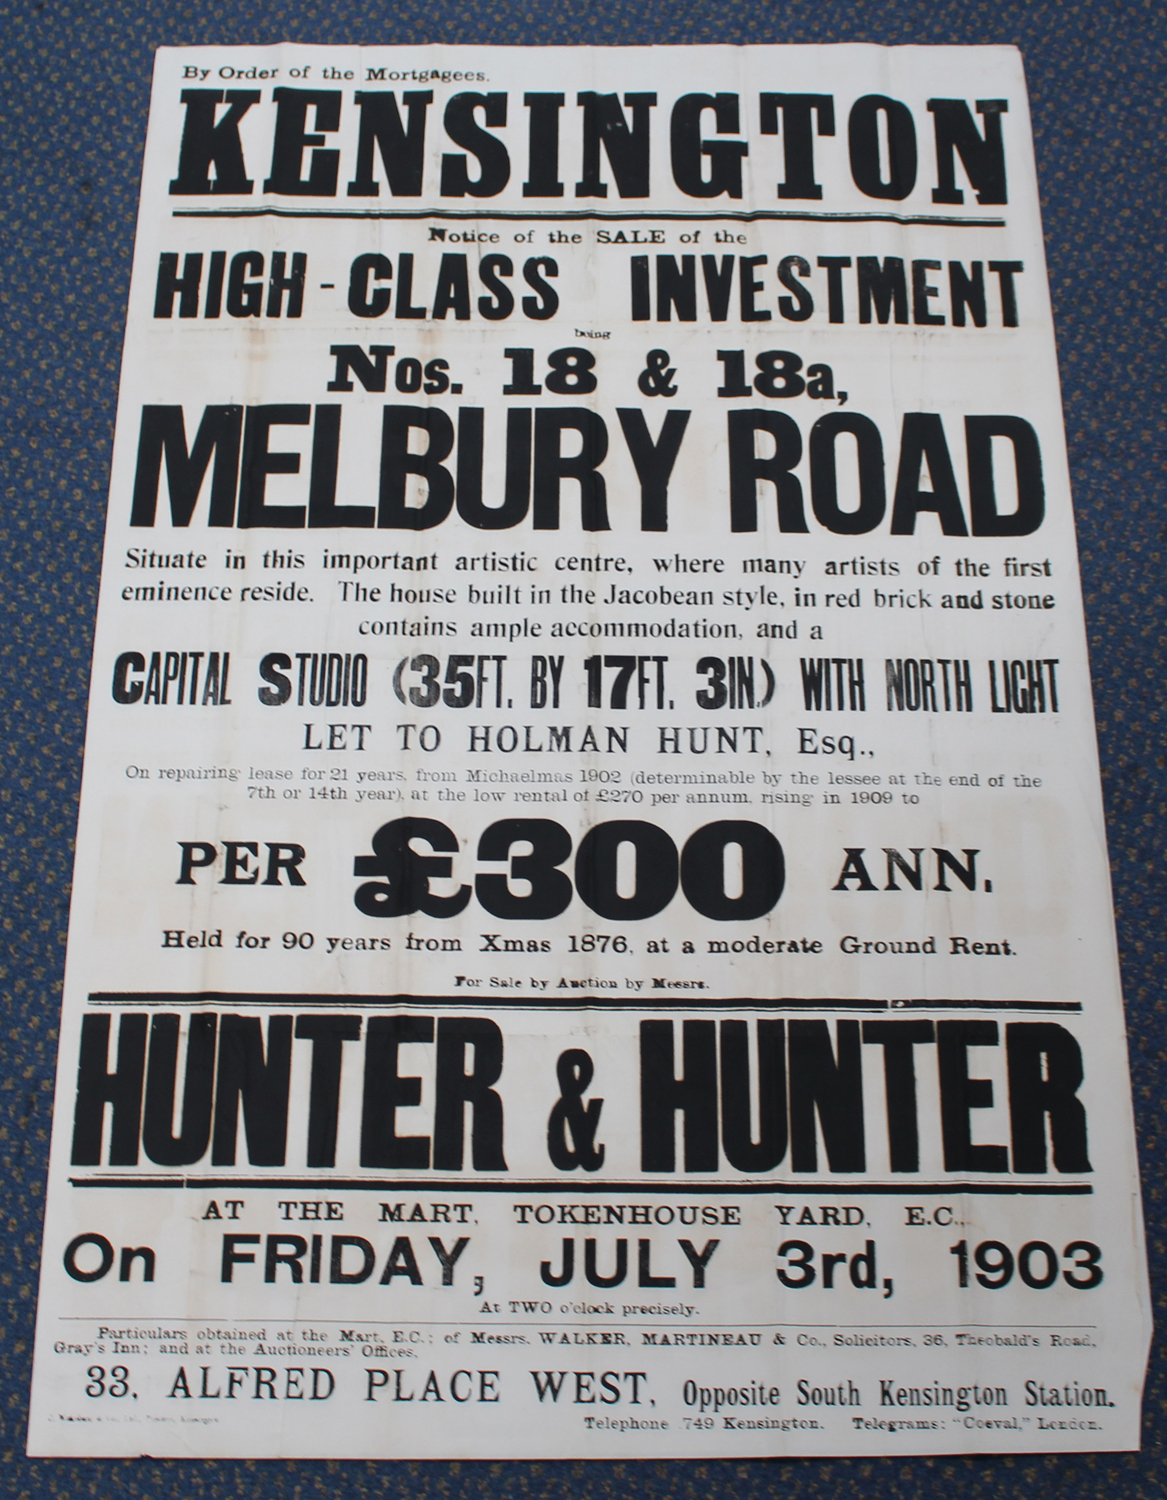 By Order of the Mortgagees.
KENSINGTON
Notice of the SALE of the
HIGH-CLASS INVESTMENT
being
Nos. 18 & 18a,
MELBURY ROAD
Situate in this important artistic centre, where many artists of the first
eminence reside. The house built in the Jacobean style, in red brick and stone
contains ample accommodation, and a
CAPITAL STUDIO (35FT. BY 17FT. 3IN.) WITH NORTH LIGHT
LET TO HOLMAN HUNT, Esq.,
On repairing lease for 21 years, from Michaelmas 1902 (determinable by the lessee at the end of the
7th or 14th year), at the low rental of £270 per annum, rising in 1909 to
PER £300 ANN.
Held for 90 years from Xmas 1876, at a moderate Ground Rent.
For Sale by Auction by Messrs.
HUNTER & HUNTER
AT THE MART, TOKENHOUSE YARD, E.C.,
On FRIDAY, JULY 3rd, 1903
At TWO o'clock precisely.
Particulars obtained at the Mart, E.C.; of Messrs. WALKER, MARTINEAU & Co., Solicitors, 36, Theobald's Road,
Gray's Inn; and at the Auctioneers' Offices,
33, ALFRED PLACE WEST, Opposite South Kensington Station.
Telephone 749 Kensington. Telegrams: "Coeval," London.